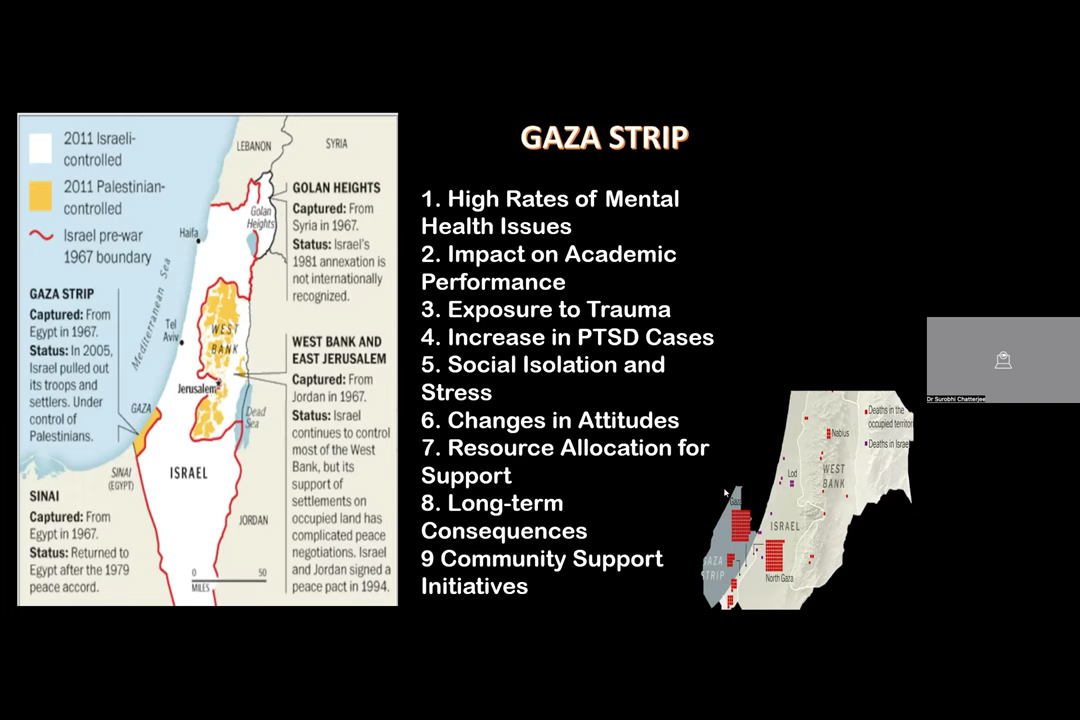 2011 Israeli-
controlled
2011 Palestinian-
controlled
Israel pre-war
1967 boundary
LEBANON
SYRIA
Golan
Heights
Haifa
Mediterranean Sea
Tel
Aviv
WEST
BANK
Jerusalem
Dead
Sea
GAZA
SINAI
(EGYPT)
ISRAEL
JORDAN
0 50
MILES
GAZA STRIP
Captured: From
Egypt in 1967.
Status: In 2005,
Israel pulled out
its troops and
settlers. Under
control of
Palestinians.
SINAI
Captured: From
Egypt in 1967.
Status: Returned to
Egypt after the 1979
peace accord.
GOLAN HEIGHTS
Captured: From
Syria in 1967.
Status: Israel's
1981 annexation is
not internationally
recognized.
WEST BANK AND
EAST JERUSALEM
Captured: From
Jordan in 1967.
Status: Israel
continues to control
most of the West
Bank, but its
support of
settlements on
occupied land has
complicated peace
negotiations. Israel
and Jordan signed a
peace pact in 1994.
GAZA STRIP
1. High Rates of Mental
Health Issues
2. Impact on Academic
Performance
3. Exposure to Trauma
4. Increase in PTSD Cases
5. Social Isolation and
Stress
6. Changes in Attitudes
7. Resource Allocation for
Support
8. Long-term
Consequences
9 Community Support
Initiatives
Deaths in the
occupied territor
Deaths in Israe
Nablus
WEST
BANK
Lod
ISRAEL
Gaza
GAZA
STRIP
North Gaza
Dr Surobhi Chatterjee